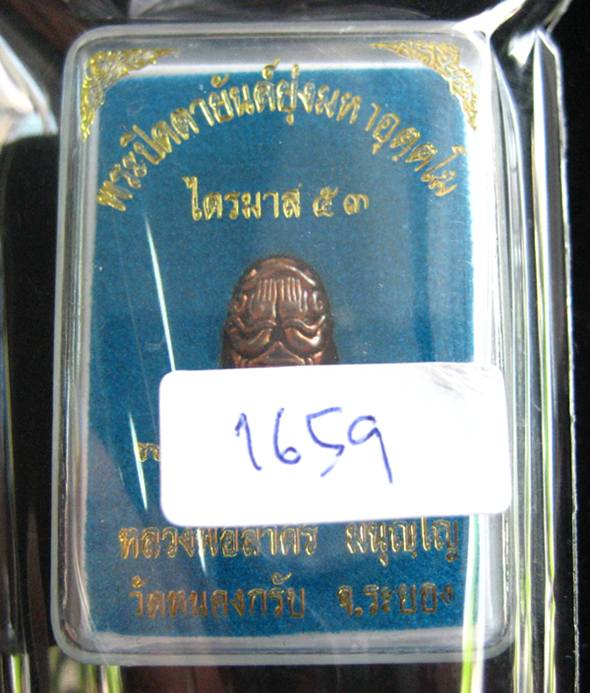 พระปิดตายันต์ยุ่งมหาอุตฺตโม
ไตรมาส ๕๓
1659
หลวงพ่อสาคร มนุญฺโญ
วัดหนองกรับ จ.ระยอง